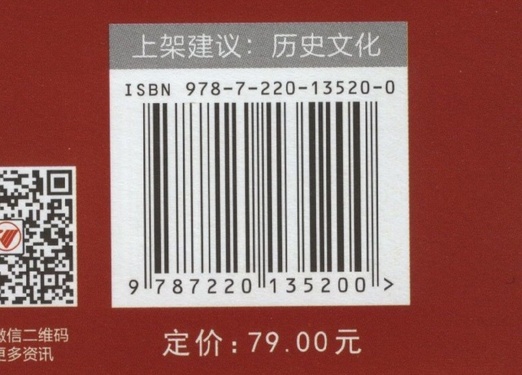 上架建议：历史文化
ISBN 978-7-220-13520-0
9 787220 135200 >
定价：79.00元
微信二维码
更多资讯